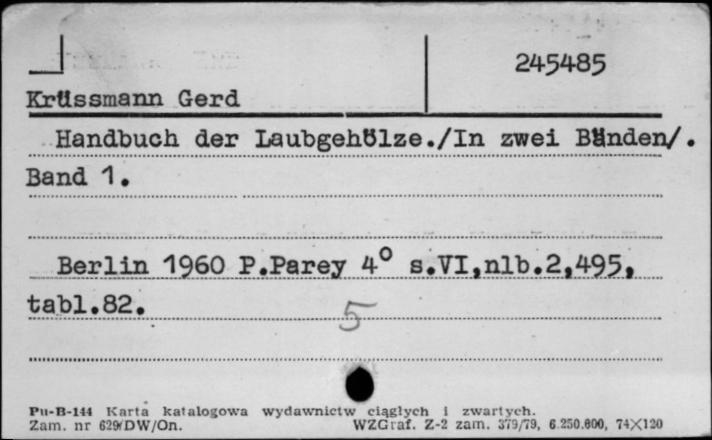 245485
Krüssmann Gerd
Handbuch der Laubgehölze./In zwei Bänden/.
Band 1.
Berlin 1960 P.Parey 4° s.VI,nlb.2,495,
tabl.82.
5
Pu-B-144 Karta katalogowa wydawnictw ciągłych i zwartych.
Zam. nr 629/DW/On. WZGraf. Z-2 zam. 379/79, 6.250.000, 74X120